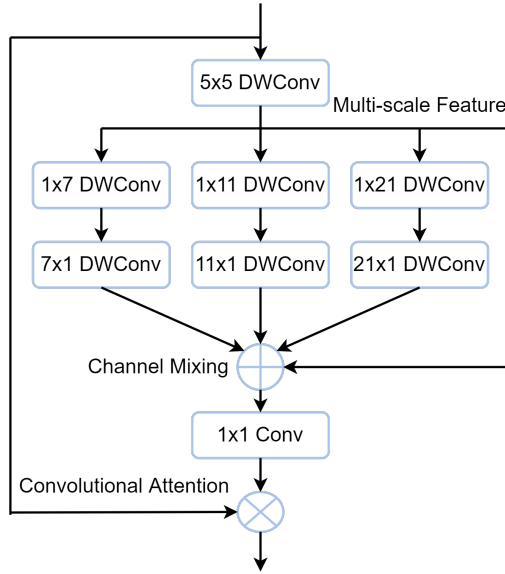 5x5 DWConv
Multi-scale Feature
1x7 DWConv
1x11 DWConv
1x21 DWConv
7x1 DWConv
11x1 DWConv
21x1 DWConv
Channel Mixing
1x1 Conv
Convolutional Attention